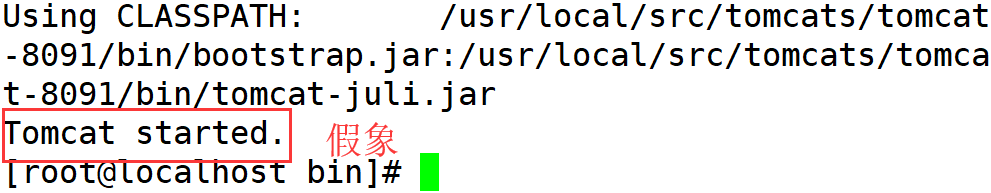 Using CLASSPATH:       /usr/local/src/tomcats/tomcat
-8091/bin/bootstrap.jar:/usr/local/src/tomcats/tomca
t-8091/bin/tomcat-juli.jar
Tomcat started. 假象
[root@localhost bin]#